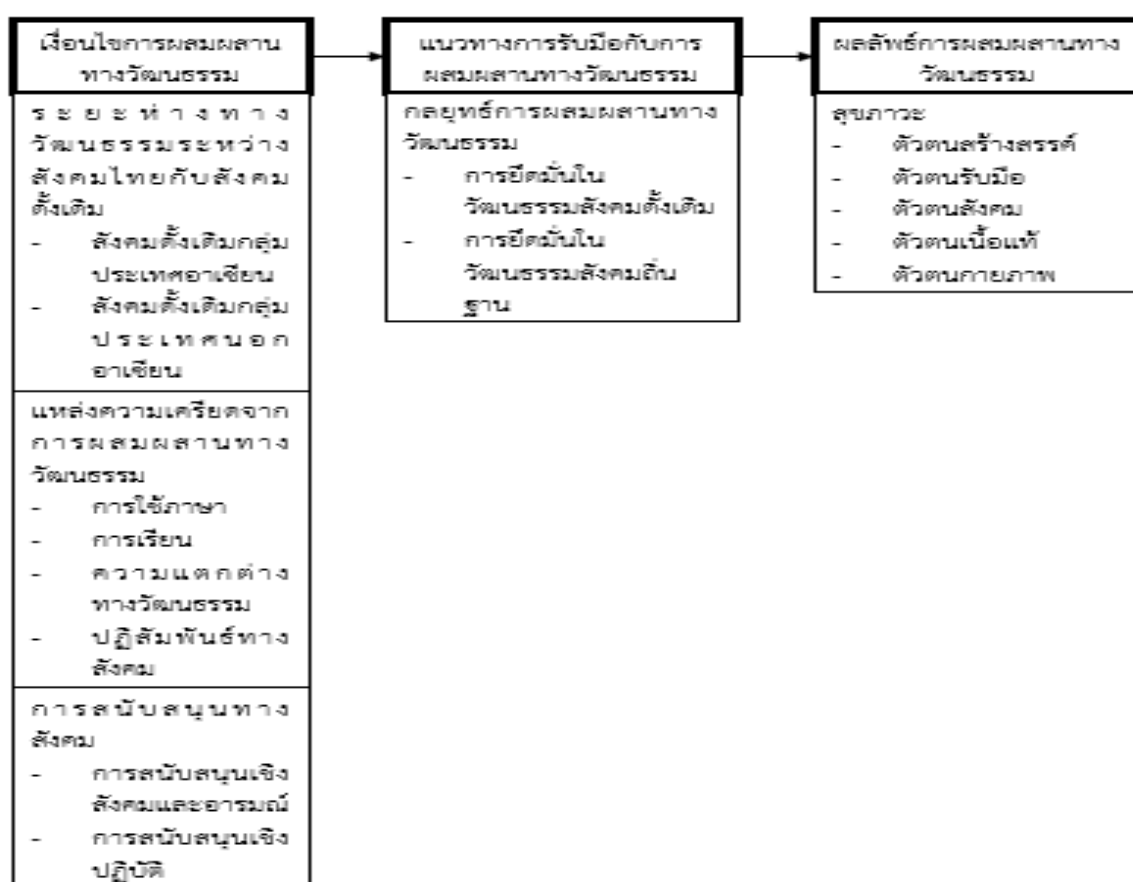 เงื่อนไขการผสมผสาน
ทางวัฒนธรรม
ระยะห่างทาง
วัฒนธรรมระหว่าง
สังคมไทยกับสังคม
ดั้งเดิม
- สังคมดั้งเดิมกลุ่ม
ประเทศอาเซียน
- สังคมดั้งเดิมกลุ่ม
ประเทศนอก
อาเซียน
แหล่งความเครียดจาก
การผสมผสานทาง
วัฒนธรรม
- การใช้ภาษา
- การเรียน
- ความแตกต่าง
ทางวัฒนธรรม
- ปฏิสัมพันธ์ทาง
สังคม
การสนับสนุนทาง
สังคม
- การสนับสนุนเชิง
สังคมและอารมณ์
- การสนับสนุนเชิง
ปฏิบัติ
แนวทางการรับมือกับการ
ผสมผสานทางวัฒนธรรม
กลยุทธ์การผสมผสานทาง
วัฒนธรรม
- การยึดมั่นใน
วัฒนธรรมสังคมดั้งเดิม
- การยึดมั่นใน
วัฒนธรรมสังคมถิ่น
ฐาน
ผลลัพธ์การผสมผสานทาง
วัฒนธรรม
สุขภาวะ
- ตัวตนสร้างสรรค์
- ตัวตนรับมือ
- ตัวตนสังคม
- ตัวตนเนื้อแท้
- ตัวตนกายภาพ